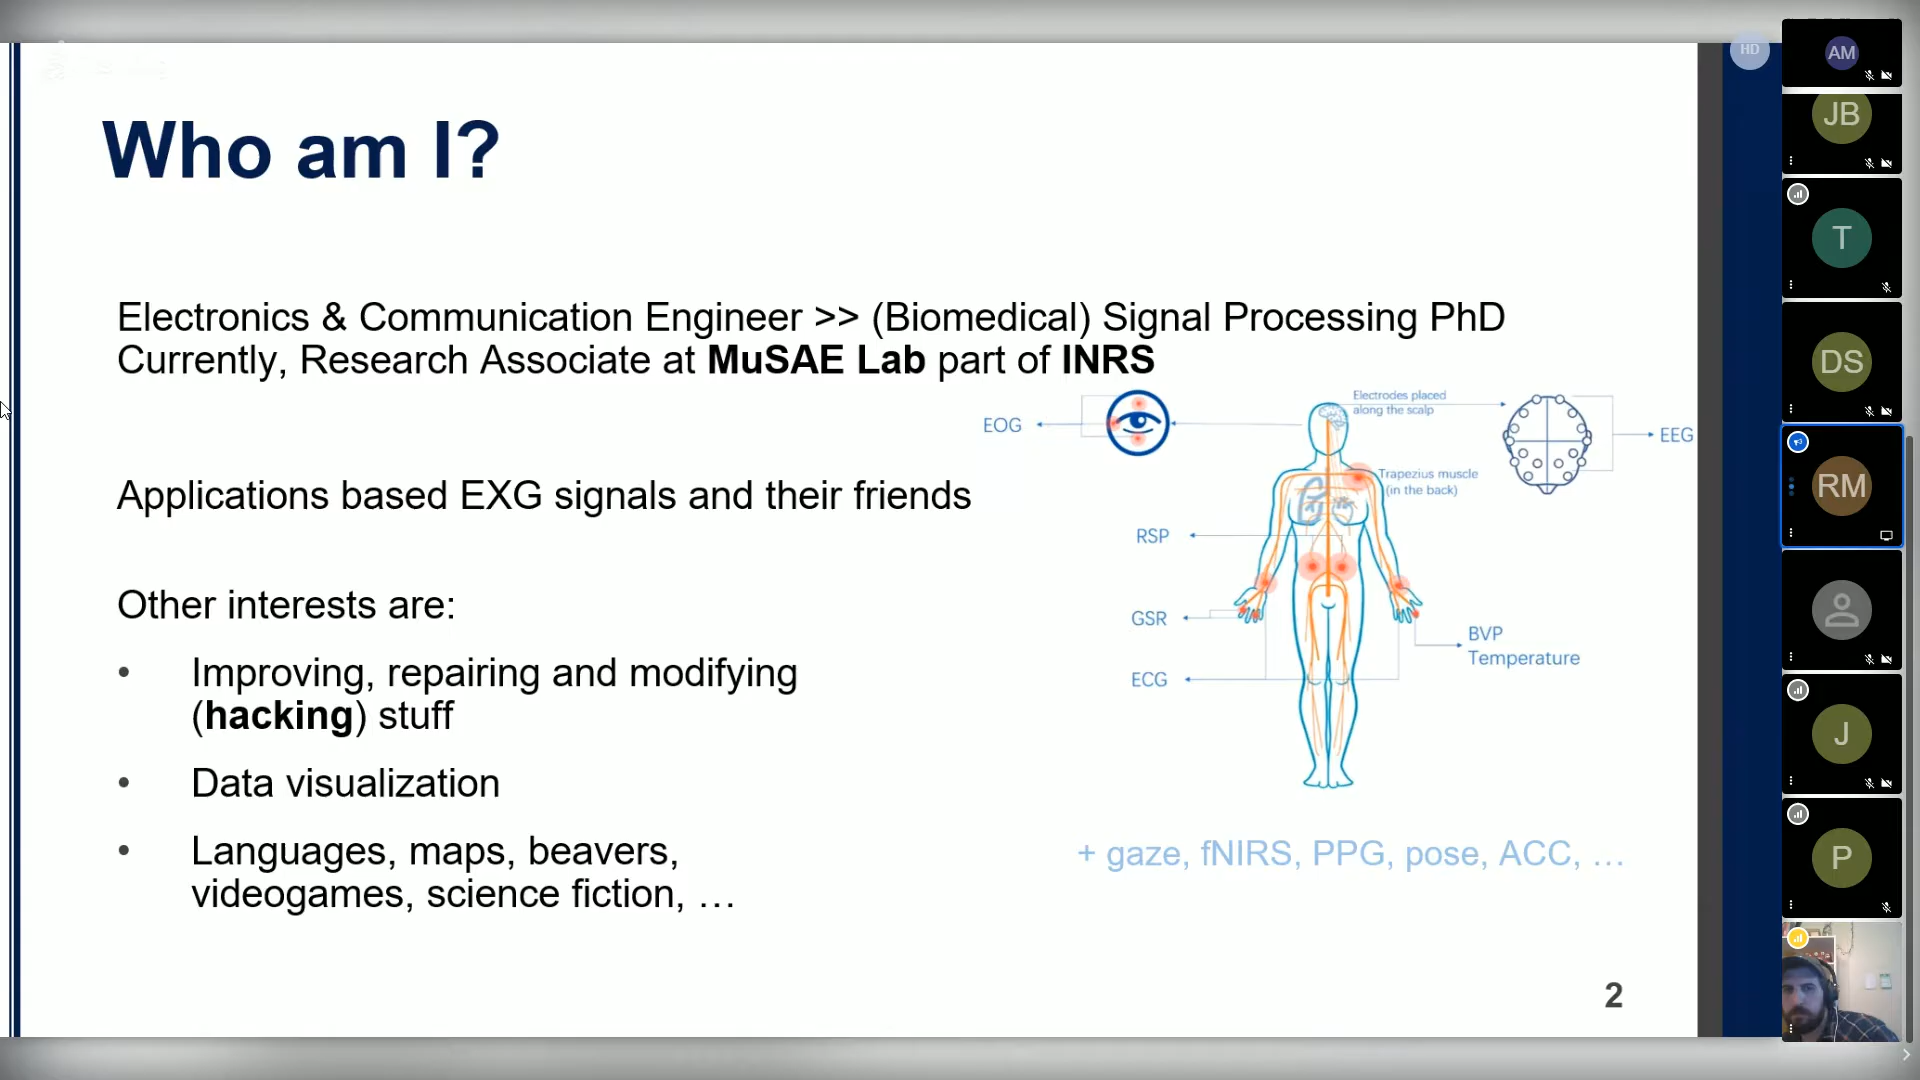 Who am I?
Electronics & Communication Engineer >> (Biomedical) Signal Processing PhD
Currently, Research Associate at MuSAE Lab part of INRS
Applications based EXG signals and their friends
Other interests are:
• Improving, repairing and modifying
(hacking) stuff
• Data visualization
• Languages, maps, beavers,
videogames, science fiction, …
EOG
Electrodes placed
along the scalp
EEG
Trapezius muscle
(in the back)
RSP
GSR
BVP
Temperature
ECG
+ gaze, fNIRS, PPG, pose, ACC, …
2
HD
AM
JB
T
DS
RM
J
P